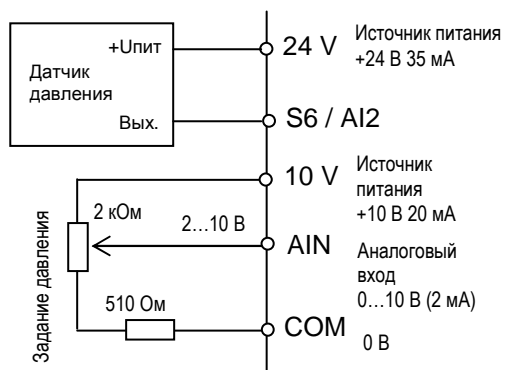 +Uпит
Датчик
давления
Вых.
24 V
Источник питания
+24 В 35 мА
S6 / AI2
10 V
Источник
питания
+10 В 20 мА
2 кОм
2...10 В
AIN
Аналоговый
вход
0...10 В (2 мА)
Задание давления
510 Ом
COM
0 В